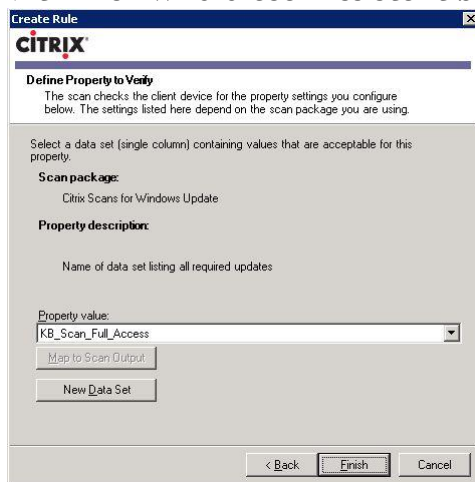 Create Rule
CİTRIX
Define Property to Verify
The scan checks the client device for the property settings you configure
below. The settings listed here depend on the scan package you are using.
Select a data set (single column) containing values that are acceptable for this
property.
Scan package:
Citrix Scans for Windows Update
Property description:
Name of data set listing all required updates
Property value:
KB_Scan_Full_Access
Map to Scan Output
New Data Set
< Back
Finish
Cancel